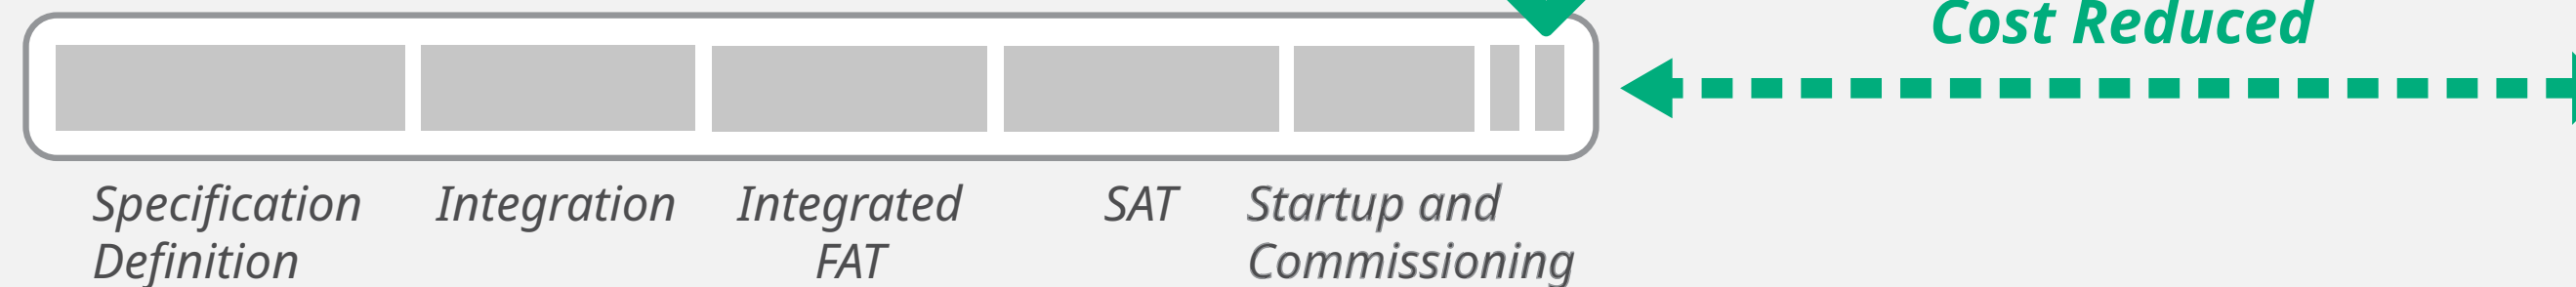 Cost Reduced
Specification Integration Integrated SAT Startup and
Definition FAT Commissioning